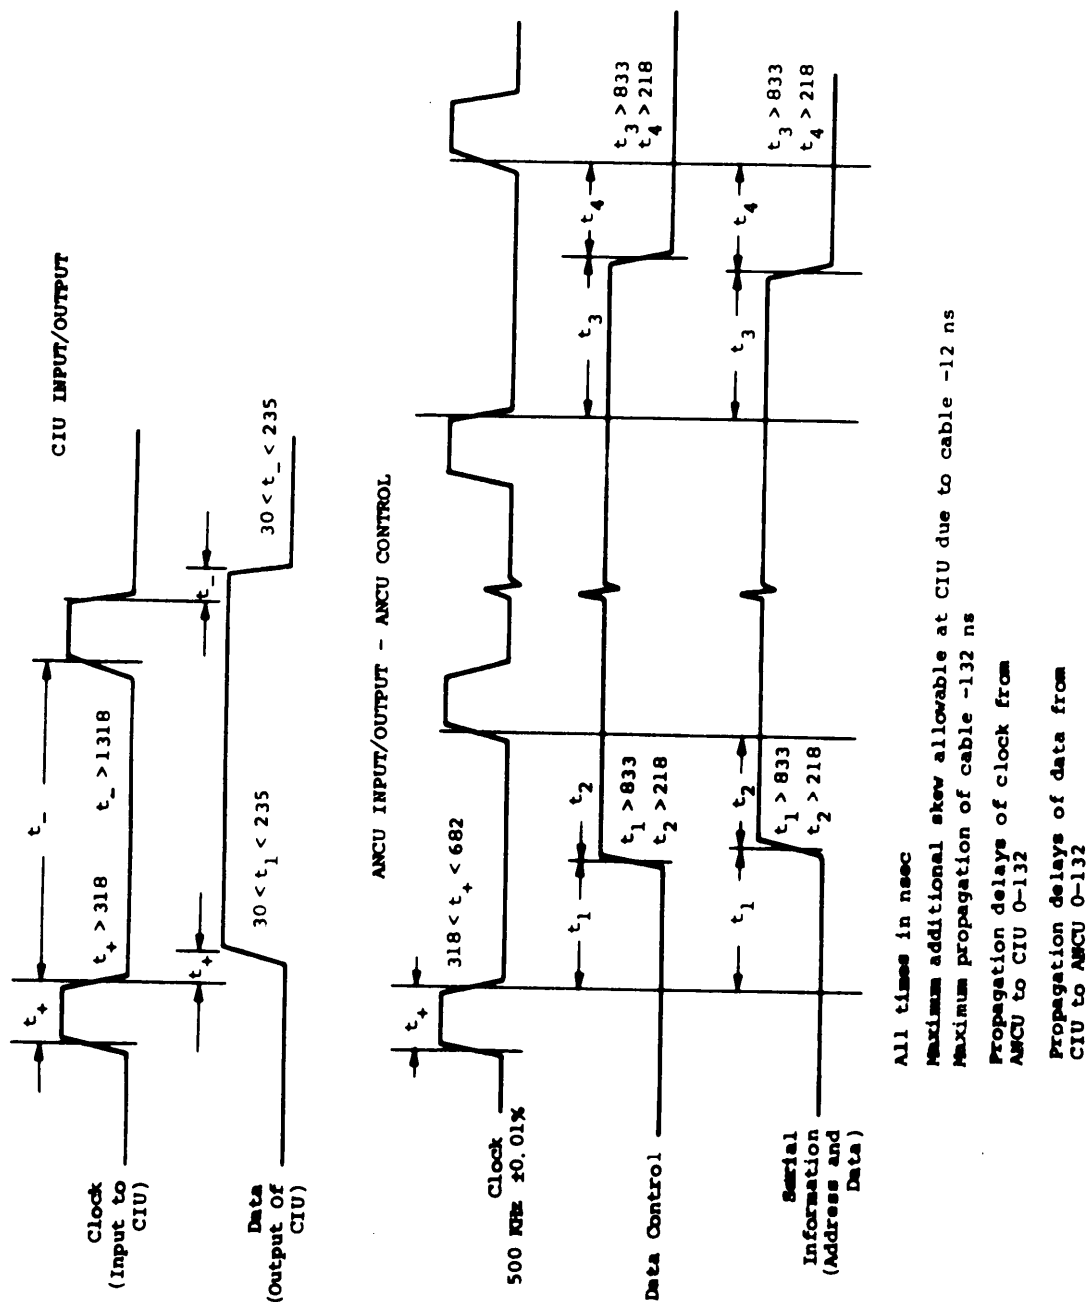 CIU INPUT/OUTPUT
Clock
(Input to
CIU)
t+
t+ > 318
t_
t_ > 1318
Data
(Output Of
CIU)
t+
30 < t1 < 235
t_
30 < t_ < 235
ANCU INPUT/OUTPUT - ANCU CONTROL
Clock
500 KHz ±0.01%
t+
318 < t+ < 682
Data Control
t1
t2
t1 > 833
t2 > 218
t3
t4
t3 > 833
t4 > 218
Serial
Information
(Address and
Data)
t1
t2
t1 > 833
t2 > 218
t3
t4
t3 > 833
t4 > 218
All times in nsec
Maximum additional skew allowable at CIU due to cable -12 ns
Maximum propagation of cable -132 ns
Propagation delays of clock from
ANCU to CIU 0-132
Propagation delays of data from
CIU to ANCU 0-132